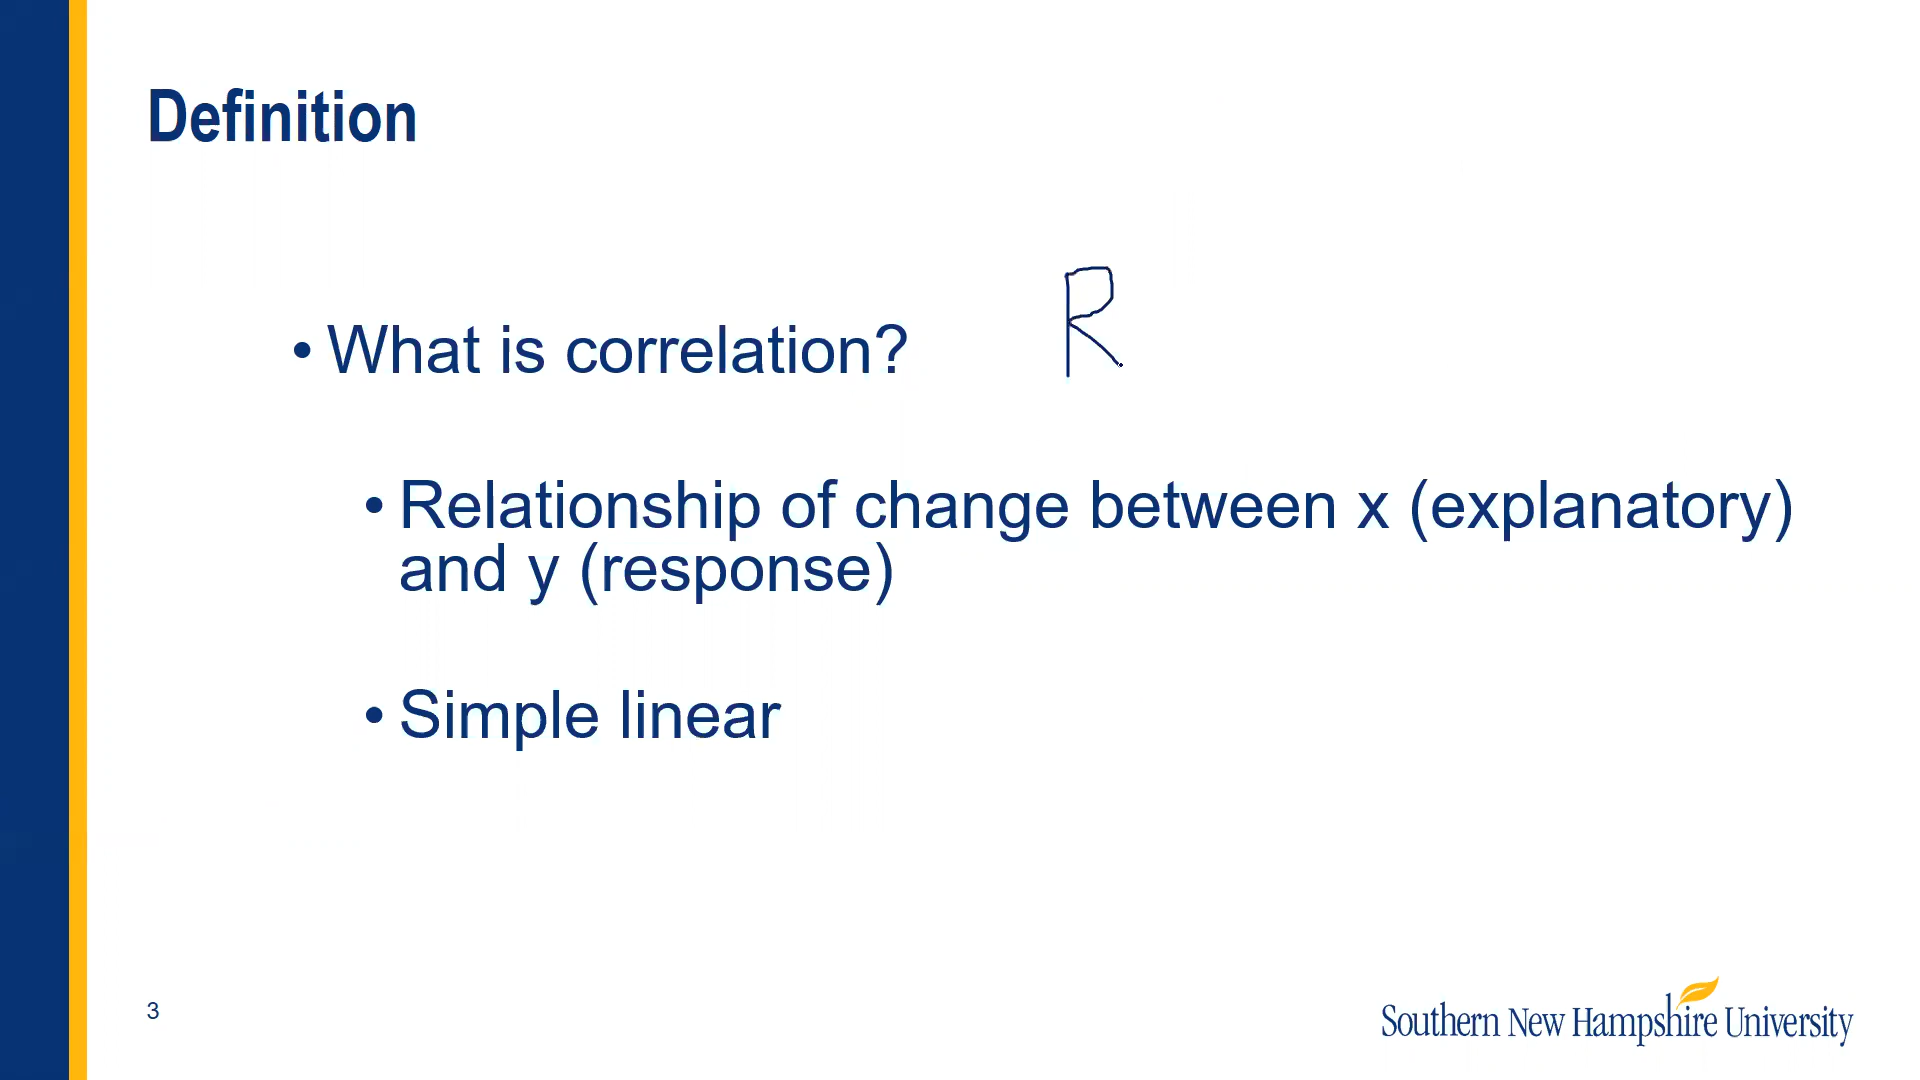 Definition
• What is correlation?
R
• Relationship of change between x (explanatory)
and y (response)
• Simple linear
3
Southern New Hampshire University